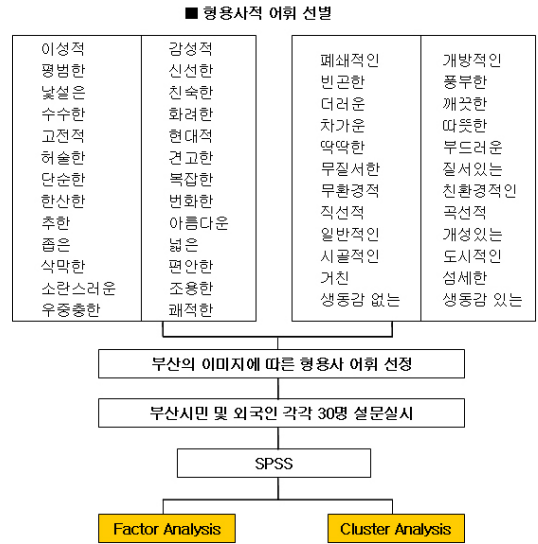 ■ 형용사적 어휘 선별
이성적 감성적
평범한 신선한
낯설은 친숙한
수수한 화려한
고전적 현대적
허술한 견고한
단순한 복잡한
한산한 번화한
추한 아름다운
좁은 넓은
삭막한 편안한
소란스러운 조용한
우중충한 쾌적한
폐쇄적인 개방적인
빈곤한 풍부한
더러운 깨끗한
차가운 따뜻한
딱딱한 부드러운
무질서한 질서있는
무환경적 친환경적인
직선적 곡선적
일반적인 개성있는
시골적인 도시적인
거친 섬세한
생동감 없는 생동감 있는
부산의 이미지에 따른 형용사 어휘 선정
부산시민 및 외국인 각각 30명 설문실시
SPSS
Factor Analysis
Cluster Analysis